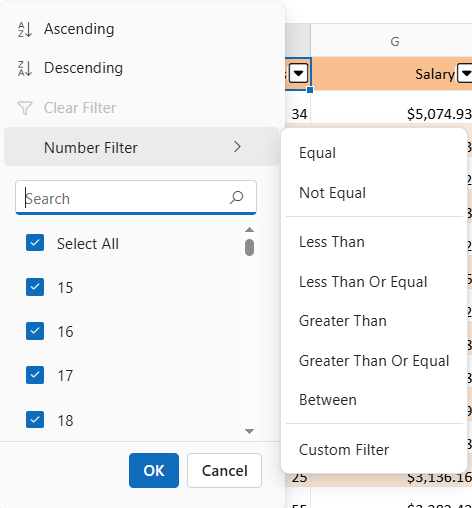 Ascending
Descending
Clear Filter
Number Filter
Search
Select All
15
16
17
18
OK
Cancel
G
Salary
34
$5,074.93
Equal
Not Equal
Less Than
Less Than Or Equal
Greater Than
Greater Than Or Equal
Between
Custom Filter
25
$3,136.16